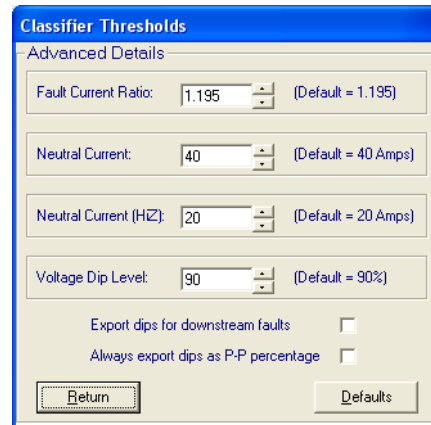 Classifier Thresholds
Advanced Details
Fault Current Ratio: 1.195 (Default = 1.195)
Neutral Current: 40 (Default = 40 Amps)
Neutral Current (HiZ): 20 (Default = 20 Amps)
Voltage Dip Level: 90 (Default = 90%)
Export dips for downstream faults
Always export dips as P-P percentage
Return Defaults